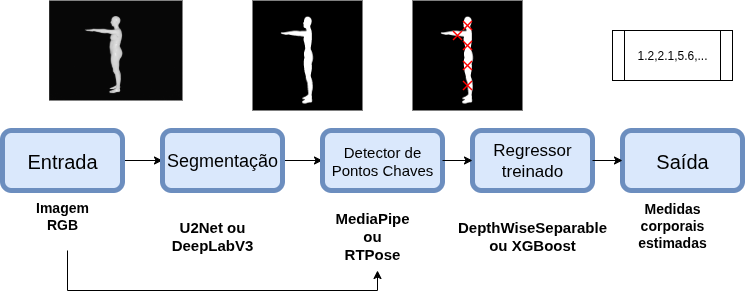 1.2,2.1,5.6,...
Entrada
Segmentação
Detector de
Pontos Chaves
Regressor
treinado
Saída
Imagem
RGB
U2Net ou
DeepLabV3
MediaPipe
ou
RTPose
DepthWiseSeparable
ou XGBoost
Medidas
corporais
estimadas